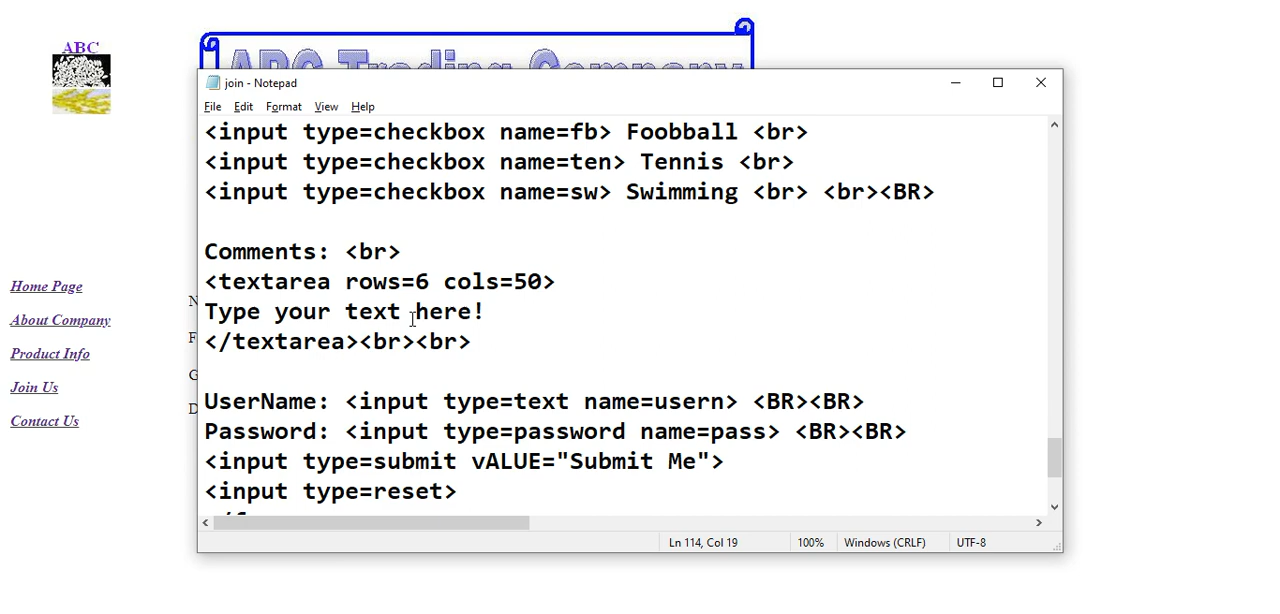 ABC
ABC Trading Company
join - Notepad
File Edit Format View Help
<input type=checkbox name=fb> Foobball <br>
<input type=checkbox name=ten> Tennis <br>
<input type=checkbox name=sw> Swimming <br> <br><BR>
Comments: <br>
<textarea rows=6 cols=50>
Type your text here!
</textarea><br><br>
UserName: <input type=text name=usern> <BR><BR>
Password: <input type=password name=pass> <BR><BR>
<input type=submit vALUE="Submit Me">
<input type=reset>
Ln 114, Col 19
100%
Windows (CRLF)
UTF-8
Home Page
About Company
Product Info
Join Us
Contact Us
N
F
G
D